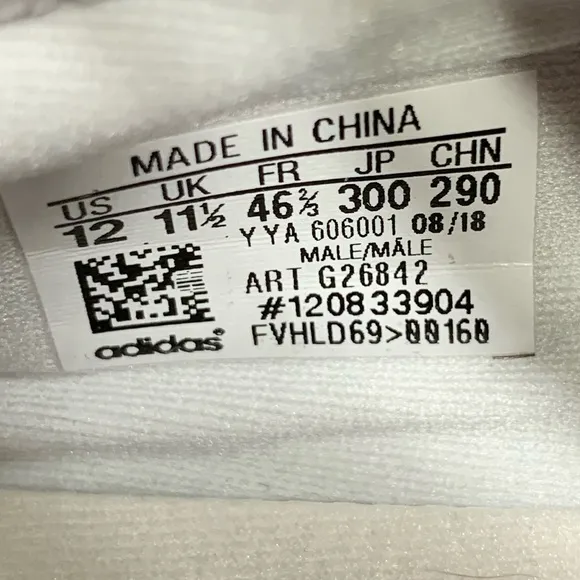 MADE IN CHINA
US UK FR JP CHN
12 11½ 46⅔ 300 290
YYA 606001 08/18
MALE/MÂLE
ART G26842
#120833904
adidas® FVHLD69>00160